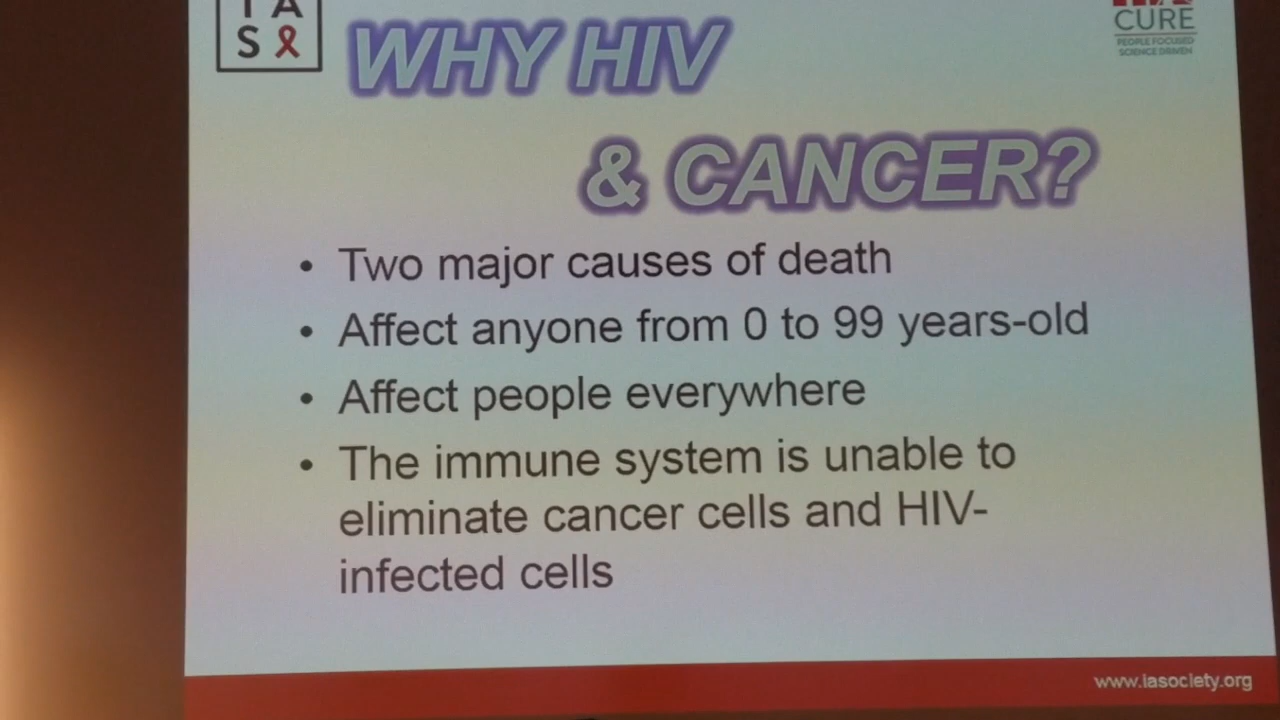 IAS
WHY HIV
CURE
PEOPLE FOCUSED
SCIENCE DRIVEN
& CANCER?
• Two major causes of death
• Affect anyone from 0 to 99 years-old
• Affect people everywhere
• The immune system is unable to
eliminate cancer cells and HIV-
infected cells
www.iasociety.org